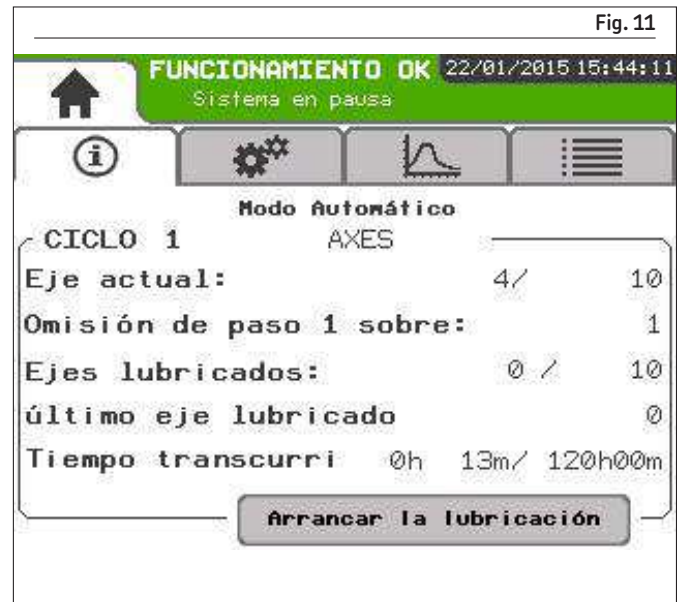 Fig. 11
FUNCIONAMIENTO OK 22/01/2015 15:44:11
Sistema en pausa
i
Modo Automático
CICLO 1 AXES
Eje actual: 4/ 10
Omisión de paso 1 sobre: 1
Ejes lubricados: 0 / 10
último eje lubricado 0
Tiempo transcurri 0h 13m/ 120h00m
Arrancar la lubricación